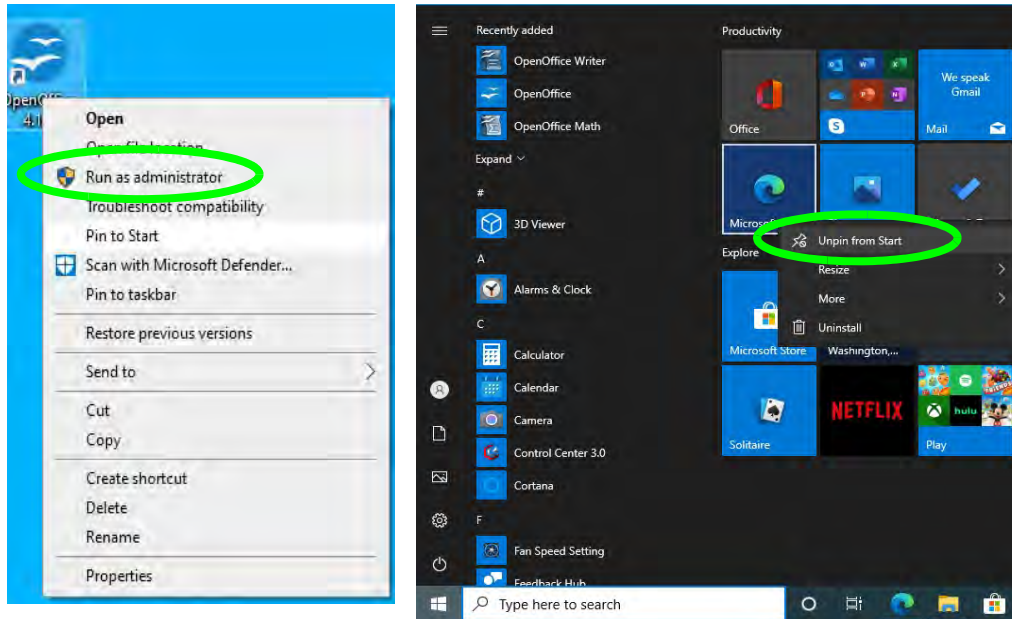 OpenOffice
4.1
Open
Open file location
Run as administrator
Troubleshoot compatibility
Pin to Start
Scan with Microsoft Defender...
Pin to taskbar
Restore previous versions
Send to
Cut
Copy
Create shortcut
Delete
Rename
Properties
Recently added
OpenOffice Writer
OpenOffice
OpenOffice Math
Expand
#
3D Viewer
A
Alarms & Clock
C
Calculator
Calendar
Camera
Control Center 3.0
Cortana
F
Fan Speed Setting
Feedback Hub
Type here to search
Productivity
We speak
Gmail
Office
Mail
Microsoft
Unpin from Start
Resize
More
Uninstall
Explore
Microsoft Store
Washington,...
Solitaire
NETFLIX
hulu
Play